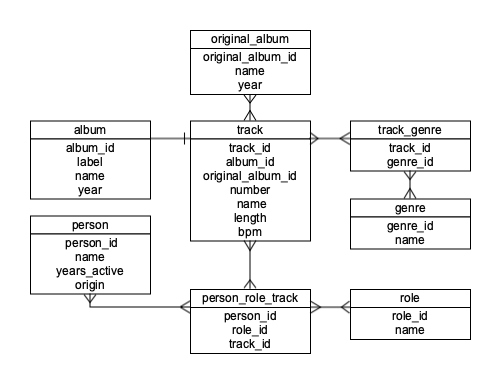 original_album
original_album_id
name
year
album
album_id
label
name
year
track
track_id
album_id
original_album_id
number
name
length
bpm
track_genre
track_id
genre_id
genre
genre_id
name
person
person_id
name
years_active
origin
person_role_track
person_id
role_id
track_id
role
role_id
name